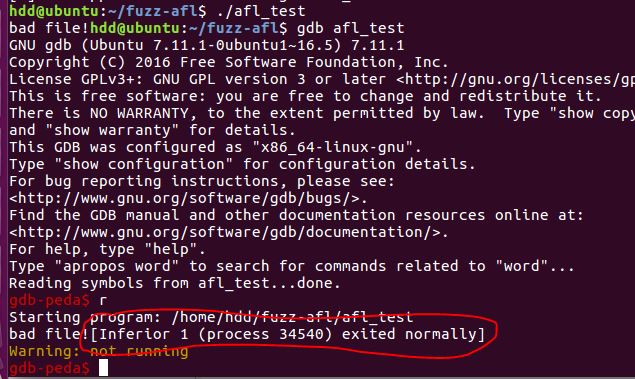 hdd@ubuntu:~/fuzz-afl$ ./afl_test
bad file!hdd@ubuntu:~/fuzz-afl$ gdb afl_test
GNU gdb (Ubuntu 7.11.1-0ubuntu1~16.5) 7.11.1
Copyright (C) 2016 Free Software Foundation, Inc.
License GPLv3+: GNU GPL version 3 or later <http://gnu.org/licenses/gp
This is free software: you are free to change and redistribute it.
There is NO WARRANTY, to the extent permitted by law.  Type "show copy
and "show warranty" for details.
This GDB was configured as "x86_64-linux-gnu".
Type "show configuration" for configuration details.
For bug reporting instructions, please see:
<http://www.gnu.org/software/gdb/bugs/>.
Find the GDB manual and other documentation resources online at:
<http://www.gnu.org/software/gdb/documentation/>.
For help, type "help".
Type "apropos word" to search for commands related to "word"...
Reading symbols from afl_test...done.
gdb-peda$ r
Starting program: /home/hdd/fuzz-afl/afl_test
bad file![Inferior 1 (process 34540) exited normally]
Warning: not running
gdb-peda$